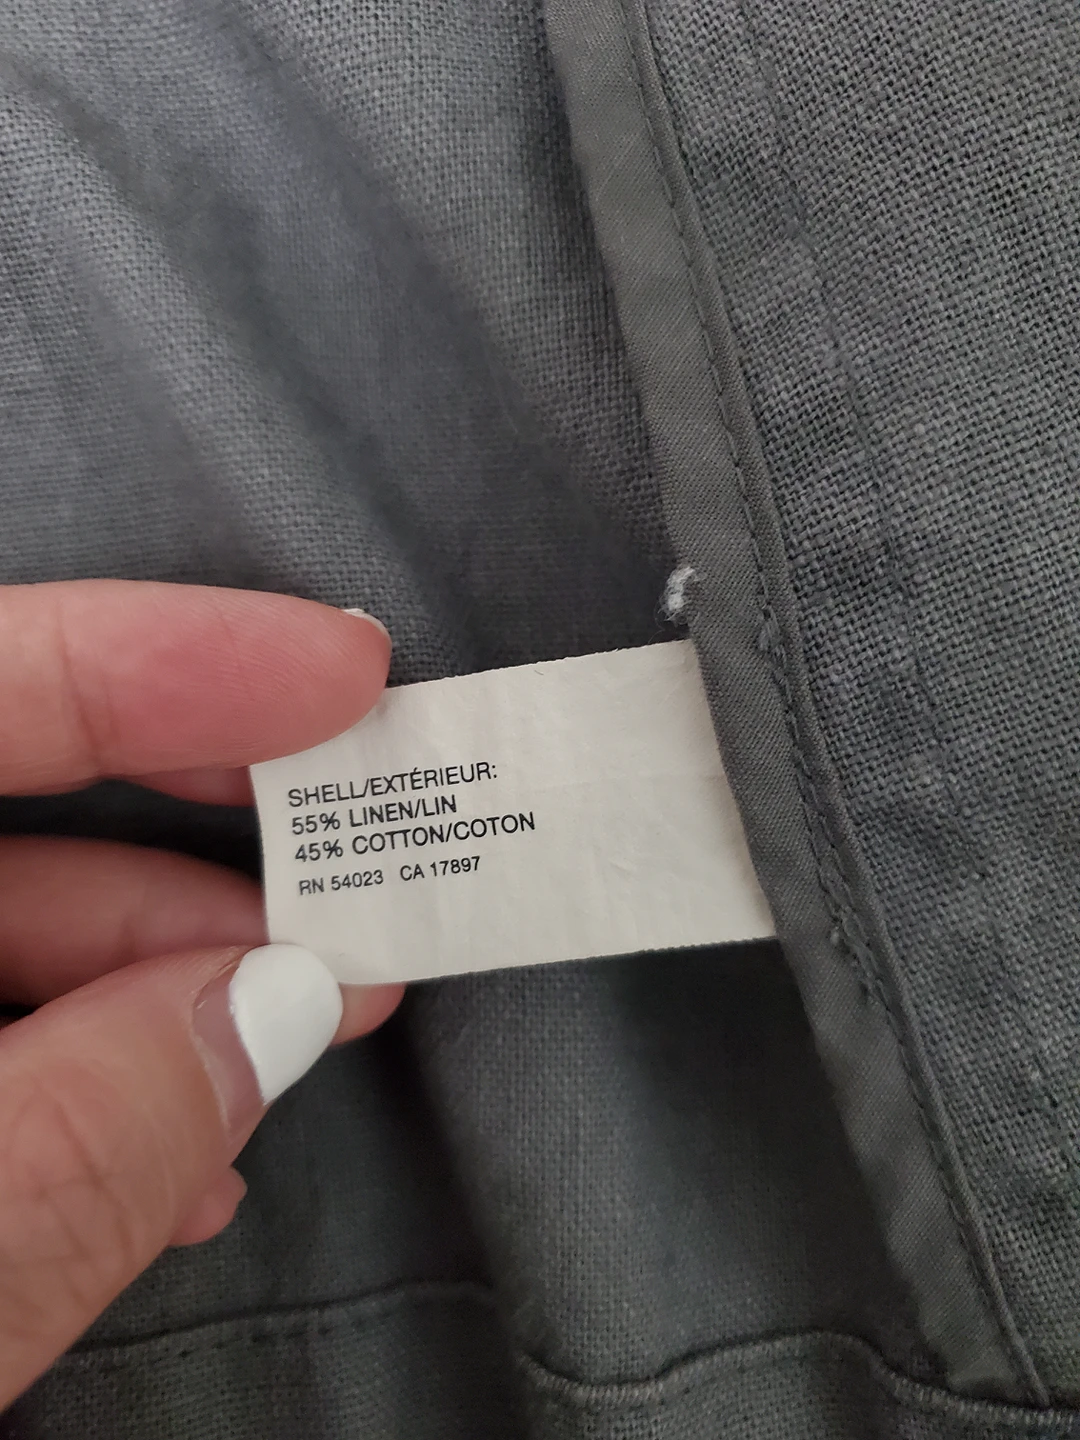 SHELL/EXTÉRIEUR:
55% LINEN/LIN
45% COTTON/COTON
RN 54023 CA 17897